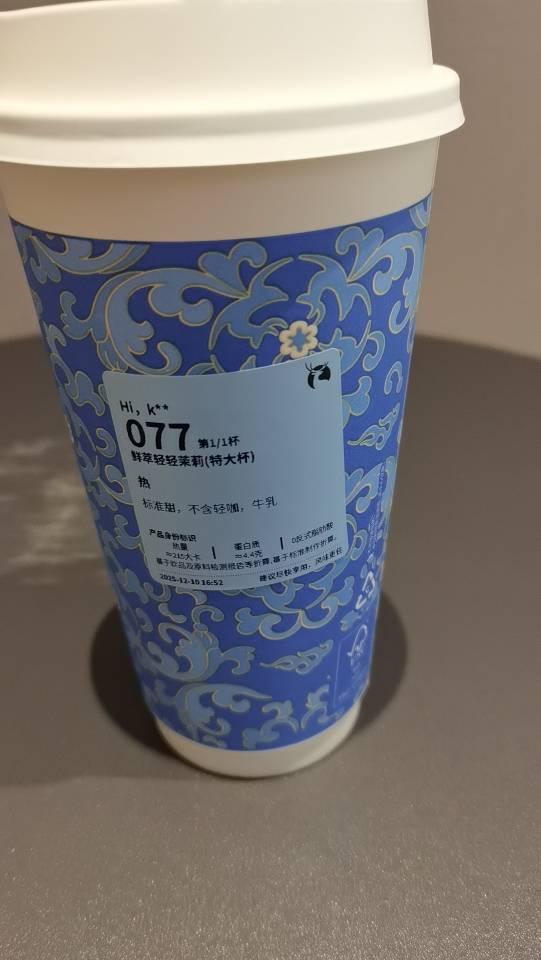 Hi, k**
077 第1/1杯
鲜萃轻轻茉莉(特大杯)
热
标准甜，不含轻咖，牛乳
产品身份标识
热量 蛋白质 0反式脂肪酸
≈215大卡 ≈4.4克
基于饮品及原料检测报告等折算,基于标准制作折算。
2025-12-10 16:52 建议尽快享用，风味更佳